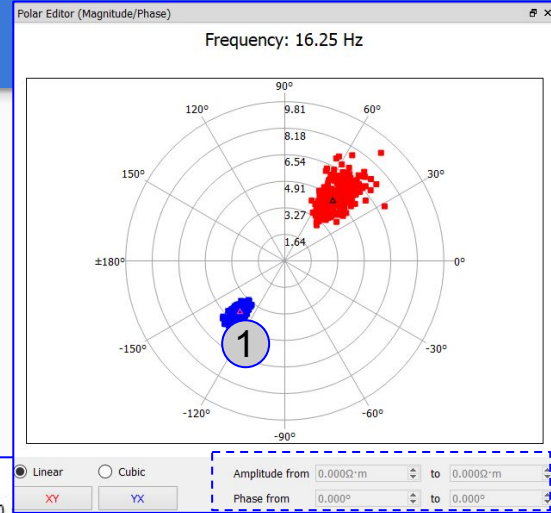 Polar Editor (Magnitude/Phase)
Frequency: 16.25 Hz
90°
120° 9.81 60°
8.18
150° 6.54 30°
4.91
3.27
1.64
±180° 0°
1
-150° -30°
-120° -60°
-90°
Linear Cubic Amplitude from 0.000Ω·m to 0.000Ω·m
XY YX Phase from 0.000° to 0.000°